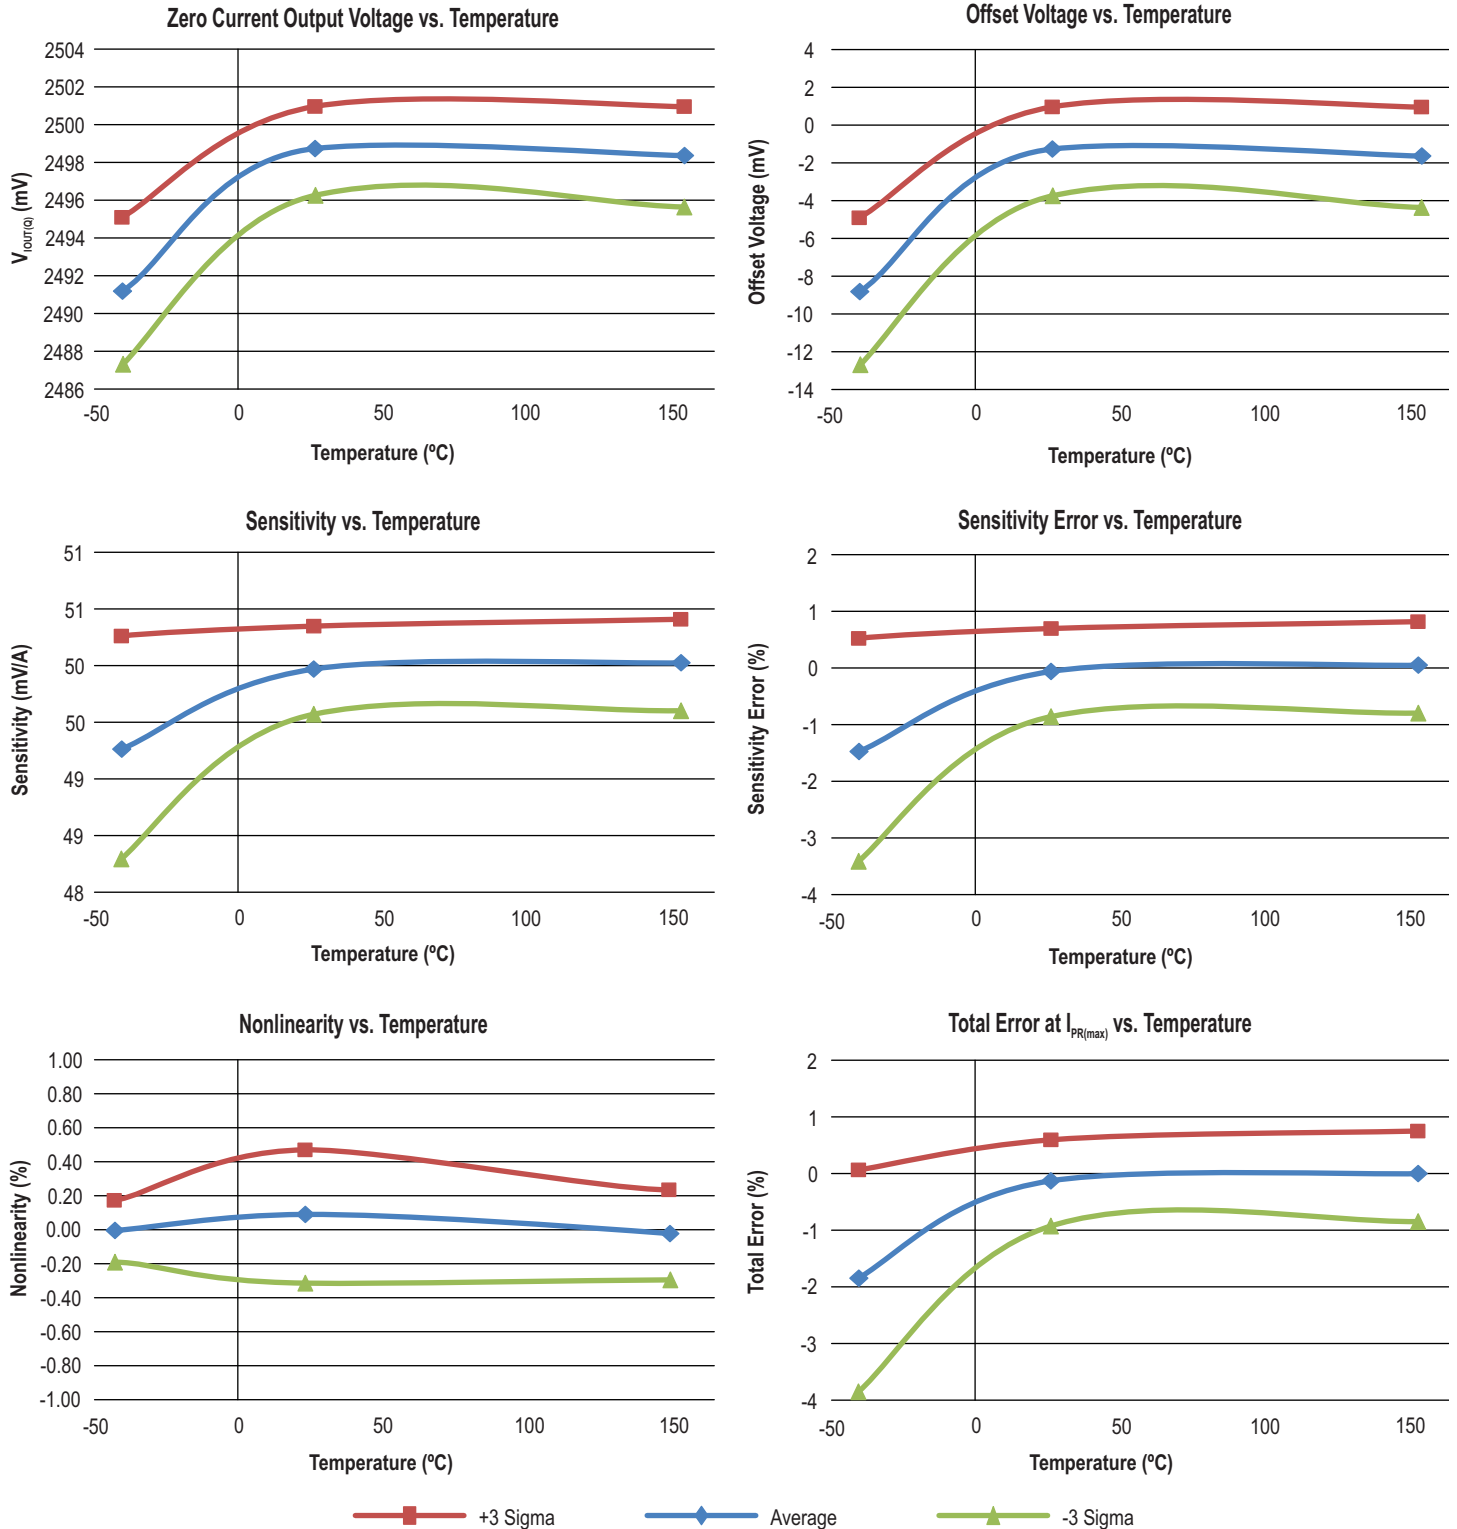 Zero Current Output Voltage vs. Temperature
2504
2502
2500
2498
2496
2494
2492
2490
2488
2486
V_IOUT(Q) (mV)
-50 0 50 100 150
Temperature (ºC)
Offset Voltage vs. Temperature
4
2
0
-2
-4
-6
-8
-10
-12
-14
Offset Voltage (mV)
-50 0 50 100 150
Temperature (ºC)
Sensitivity vs. Temperature
51
51
50
50
49
49
48
Sensitivity (mV/A)
-50 0 50 100 150
Temperature (ºC)
Sensitivity Error vs. Temperature
2
1
0
-1
-2
-3
-4
Sensitivity Error (%)
-50 0 50 100 150
Temperature (ºC)
Nonlinearity vs. Temperature
1.00
0.80
0.60
0.40
0.20
0.00
-0.20
-0.40
-0.60
-0.80
-1.00
Nonlinearity (%)
-50 0 50 100 150
Temperature (ºC)
Total Error at I_PR(max) vs. Temperature
2
1
0
-1
-2
-3
-4
Total Error (%)
-50 0 50 100 150
Temperature (ºC)
+3 Sigma Average -3 Sigma